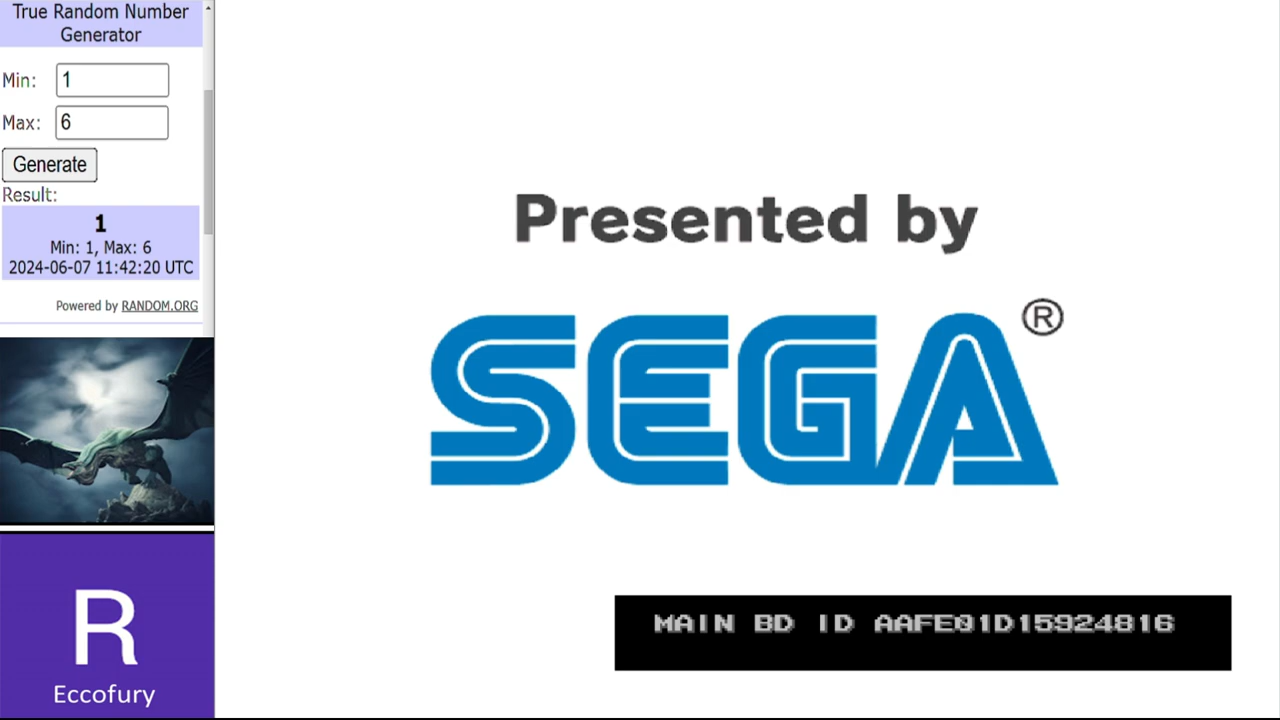 True Random Number
Generator
Min: 1
Max: 6
Generate
Result:
1
Min: 1, Max: 6
2024-06-07 11:42:20 UTC
Powered by RANDOM.ORG
R
Eccofury
Presented by
SEGA®
MAIN BD ID AAFE01D15924816